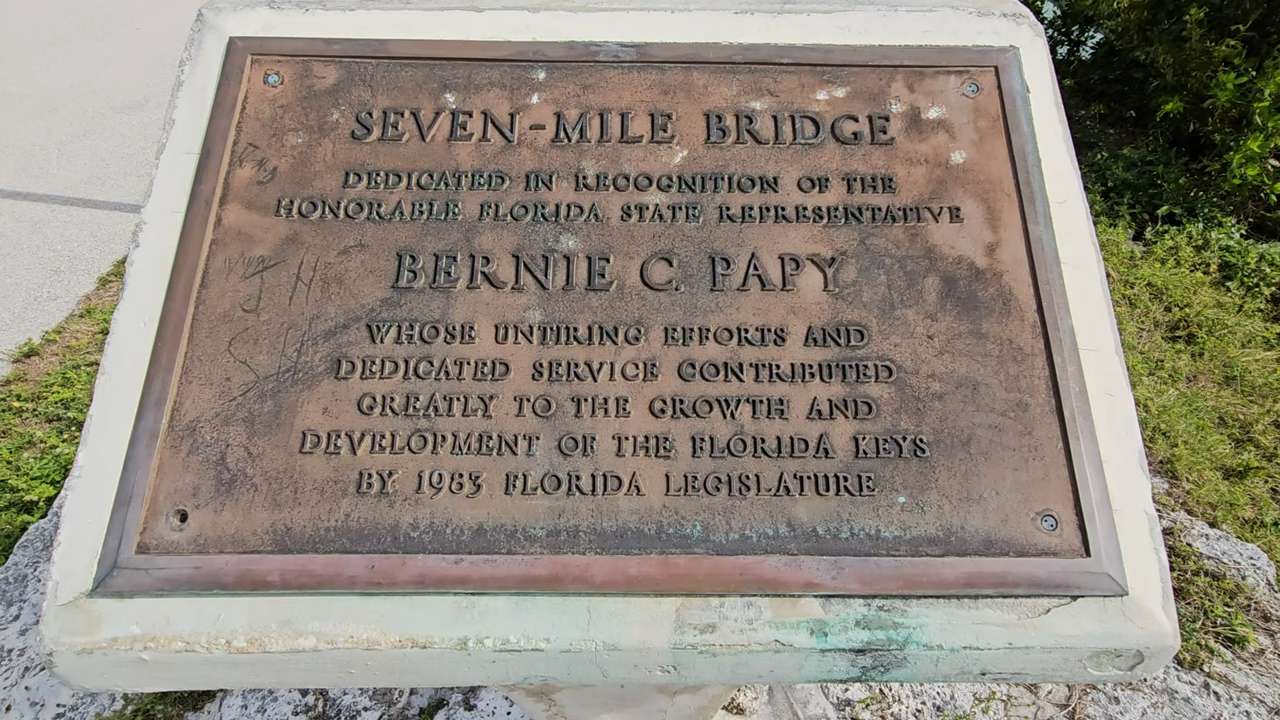 SEVEN-MILE BRIDGE
DEDICATED IN RECOGNITION OF THE
HONORABLE FLORIDA STATE REPRESENTATIVE
BERNIE C. PAPY
WHOSE UNTIRING EFFORTS AND
DEDICATED SERVICE CONTRIBUTED
GREATLY TO THE GROWTH AND
DEVELOPMENT OF THE FLORIDA KEYS
BY 1983 FLORIDA LEGISLATURE
J H